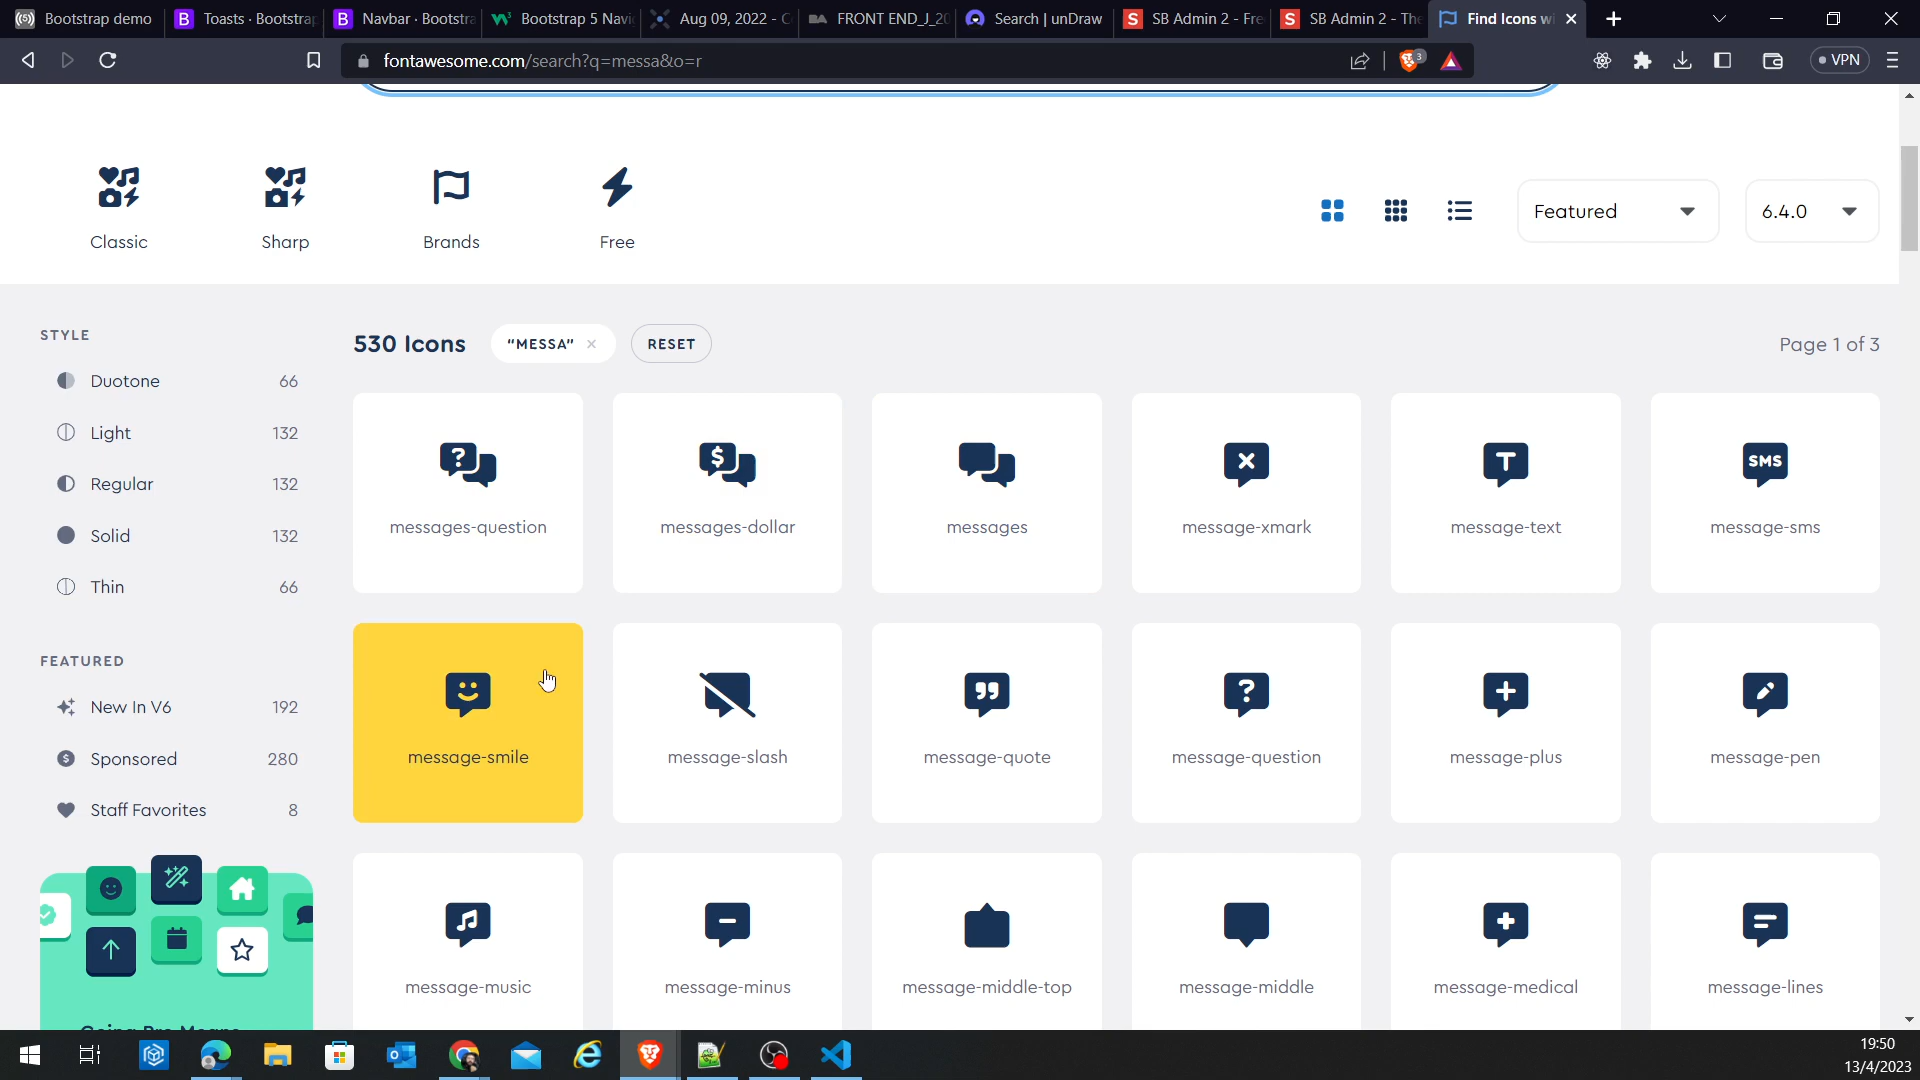 Bootstrap demo
Toasts · Bootstrap
Navbar · Bootstra
Bootstrap 5 Navi
Aug 09, 2022 - C
FRONT END_J_20
Search | unDraw
SB Admin 2 - Fre
SB Admin 2 - The
Find Icons w
fontawesome.com/search?q=messa&o=r
3
VPN
Classic
Sharp
Brands
Free
Featured
6.4.0
STYLE
530 Icons
"MESSA" ×
RESET
Page 1 of 3
Duotone 66
Light 132
Regular 132
Solid 132
Thin 66
messages-question
messages-dollar
messages
message-xmark
T
message-text
SMS
message-sms
FEATURED
New In V6 192
Sponsored 280
Staff Favorites 8
message-smile
message-slash
message-quote
message-question
message-plus
message-pen
message-music
message-minus
message-middle-top
message-middle
message-medical
message-lines
Going Pro Means
19:50
13/4/2023